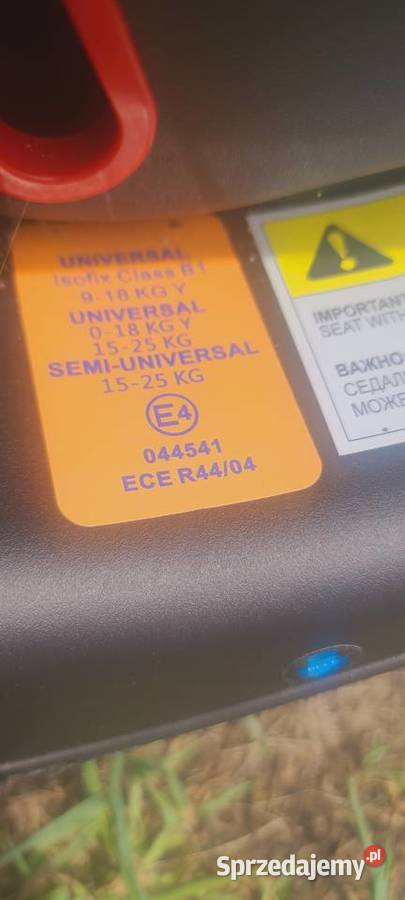 UNIVERSAL
Isofix Class B1
9-18 KG Y
UNIVERSAL
0-18 KG Y
15-25 KG
SEMI-UNIVERSAL
15-25 KG
E4
044541
ECE R44/04
IMPORTANT
SEAT WITH
ВАЖНО
СЕДАЛ
МОЖЕ
Sprzedajemy.pl